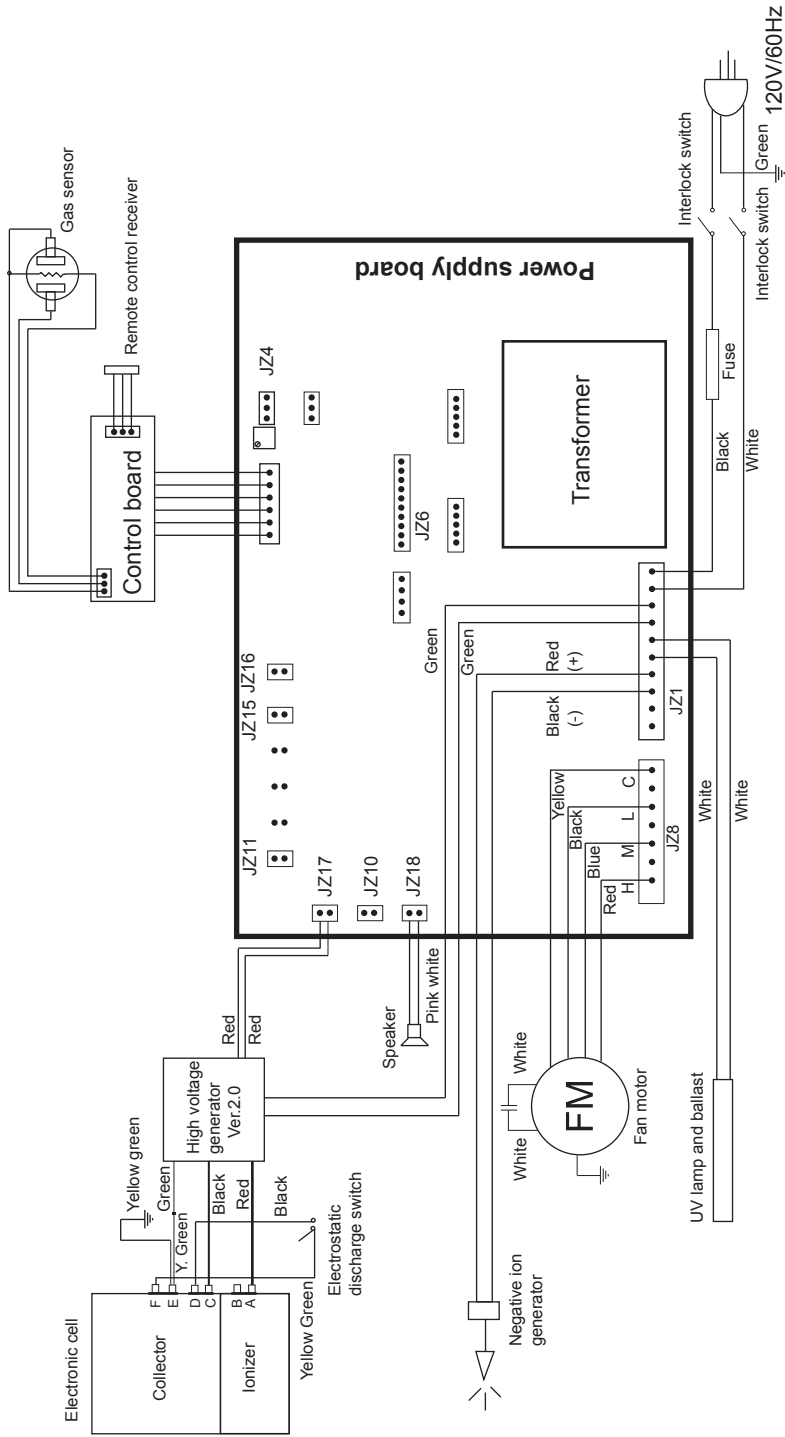 Electronic cell
Collector
Ionizer
F
E
D
C
B
A
Yellow green
Green
Y. Green
Black
Red
Black
Yellow Green
Electrostatic
discharge switch
High voltage
generator
Ver.2.0
Red
Red
Speaker
Pink white
Negative ion
generator
White
White
FM
Fan motor
UV lamp and ballast
White
White
JZ11
JZ15
JZ16
JZ17
JZ10
JZ18
Green
Green
Red
(+)
Black
(-)
Yellow
Black
Blue
Red
C
L
M
H
JZ8
JZ1
JZ6
JZ4
Control board
Gas sensor
Remote control receiver
Power supply board
Transformer
Black
White
Fuse
Interlock switch
Interlock switch
Green
120V/60Hz